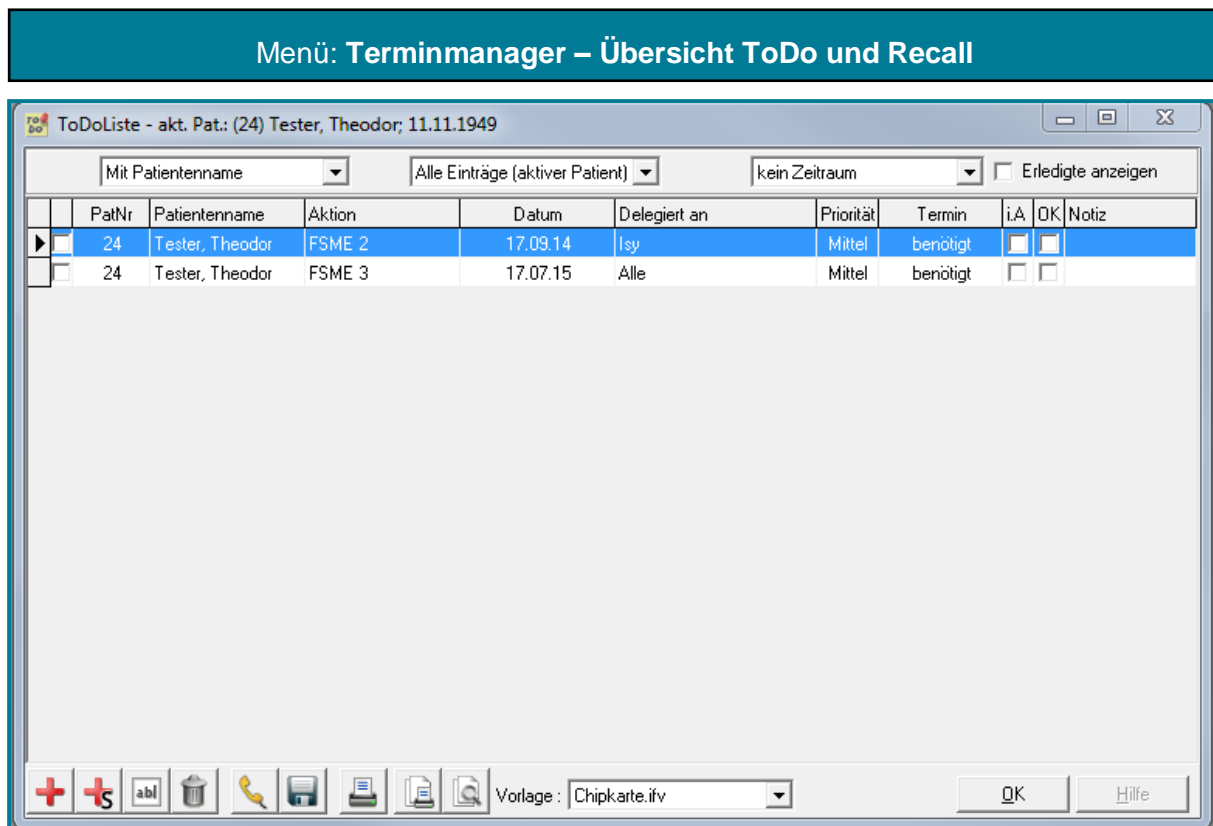 Menü: Terminmanager – Übersicht ToDo und Recall
TO DO ToDoListe - akt. Pat.: (24) Tester, Theodor; 11.11.1949
Mit Patientenname Alle Einträge (aktiver Patient) kein Zeitraum Erledigte anzeigen
PatNr Patientenname Aktion Datum Delegiert an Priorität Termin i.A OK Notiz
24 Tester, Theodor FSME 2 17.09.14 Isy Mittel benötigt
24 Tester, Theodor FSME 3 17.07.15 Alle Mittel benötigt
S abl Vorlage : Chipkarte.ifv OK Hilfe